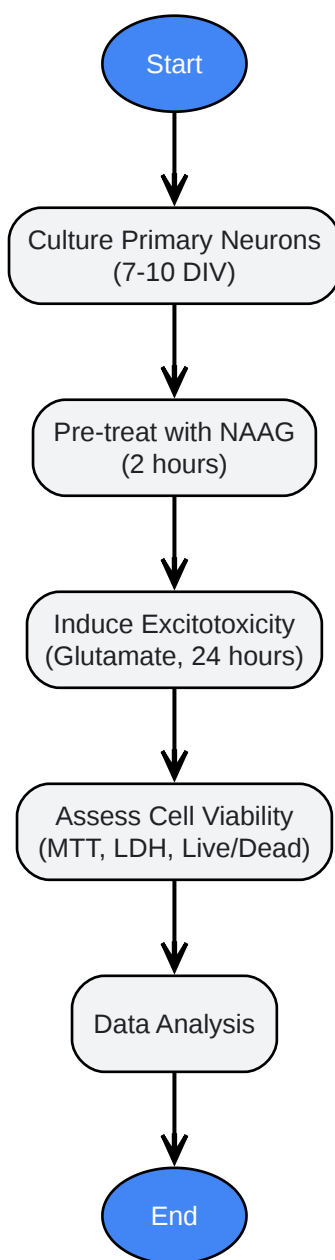 Start
Culture Primary Neurons
(7-10 DIV)
Pre-treat with NAAG
(2 hours)
Induce Excitotoxicity
(Glutamate, 24 hours)
Assess Cell Viability
(MTT, LDH, Live/Dead)
Data Analysis
End